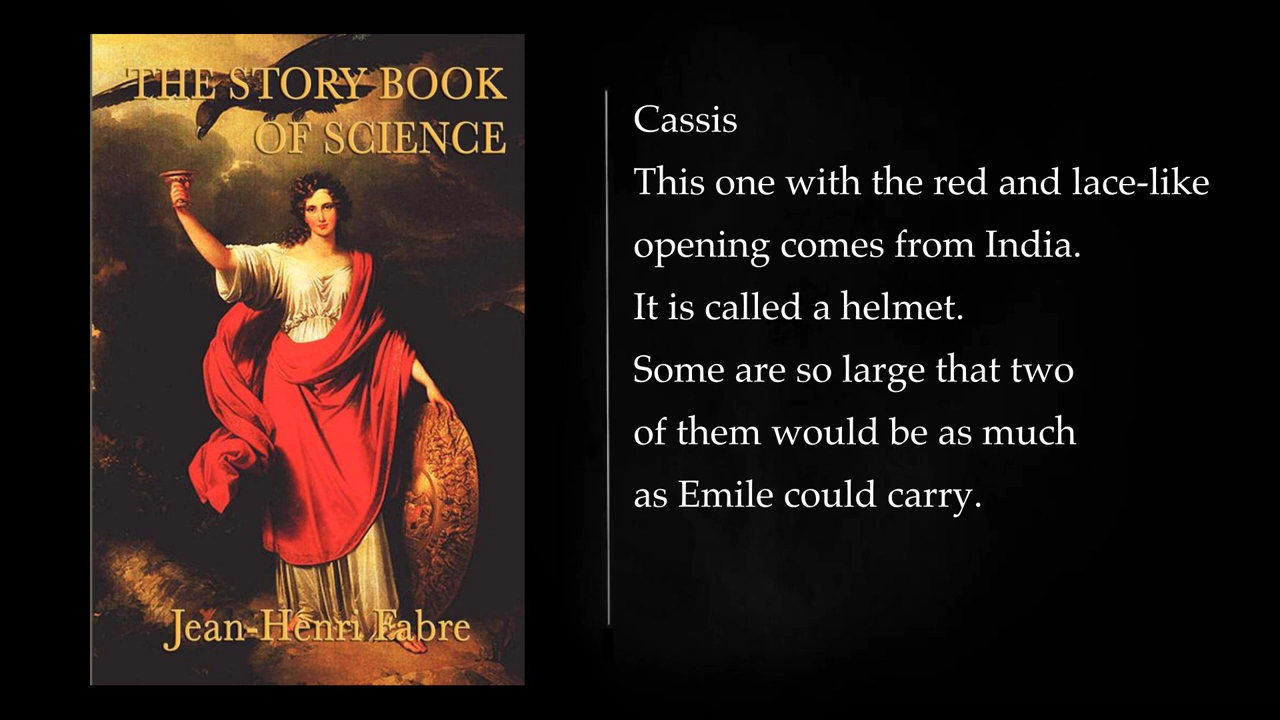 THE STORY BOOK
OF SCIENCE
Jean-Henri Fabre
Cassis
This one with the red and lace-like
opening comes from India.
It is called a helmet.
Some are so large that two
of them would be as much
as Emile could carry.